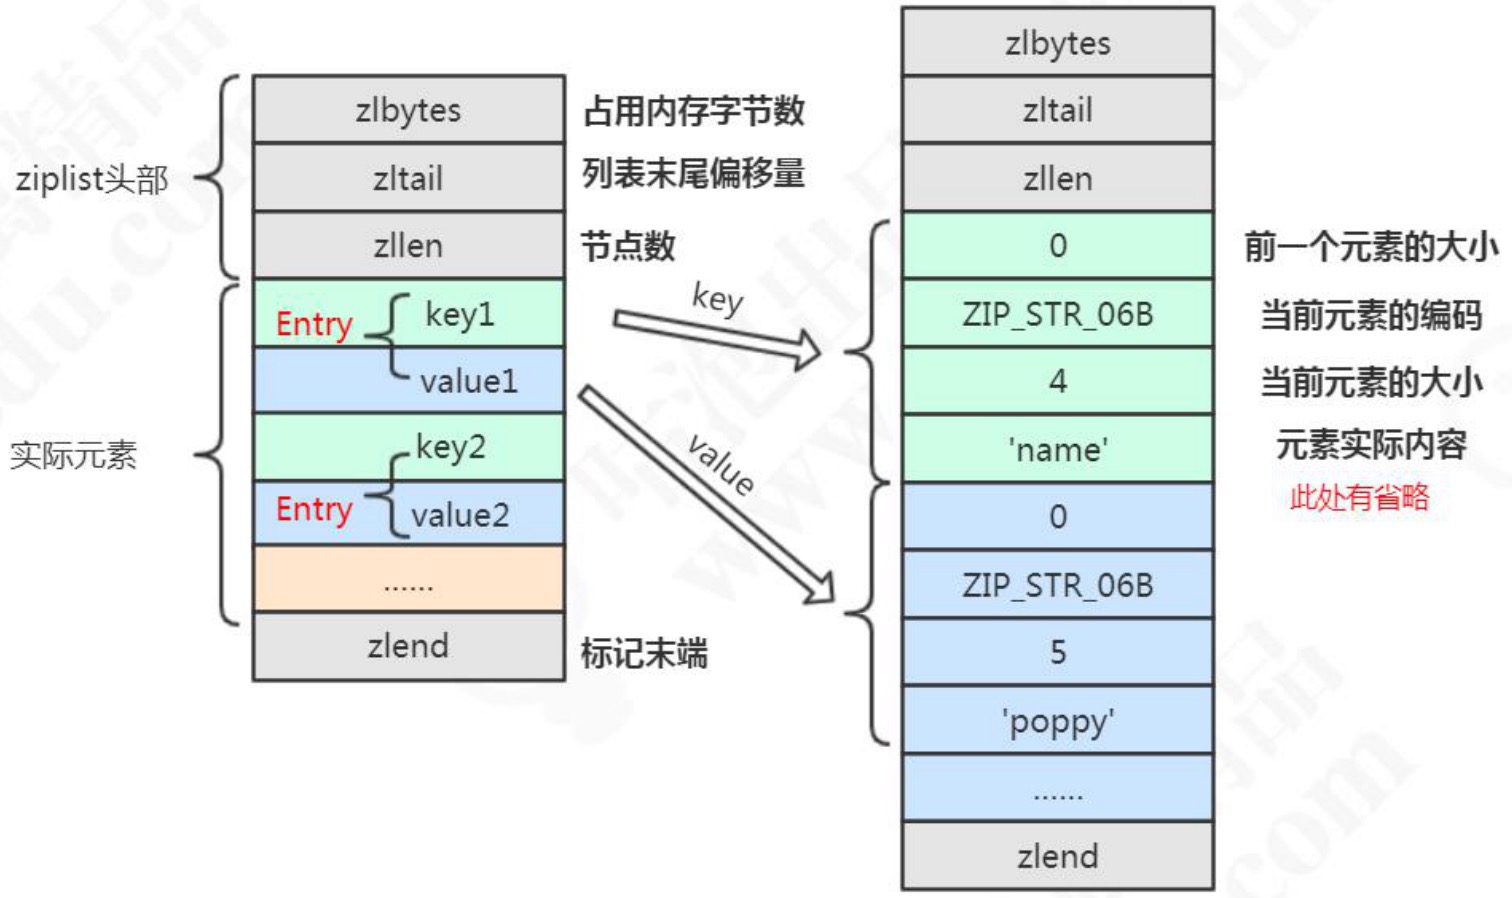 ziplist头部
实际元素
zlbytes
占用内存字节数
zltail
列表末尾偏移量
zllen
节点数
Entry
key1
value1
key2
Entry
value2
......
zlend
标记末端
key
value
zlbytes
zltail
zllen
0
前一个元素的大小
ZIP_STR_06B
当前元素的编码
4
当前元素的大小
'name'
元素实际内容
此处有省略
0
ZIP_STR_06B
5
'poppy'
......
zlend